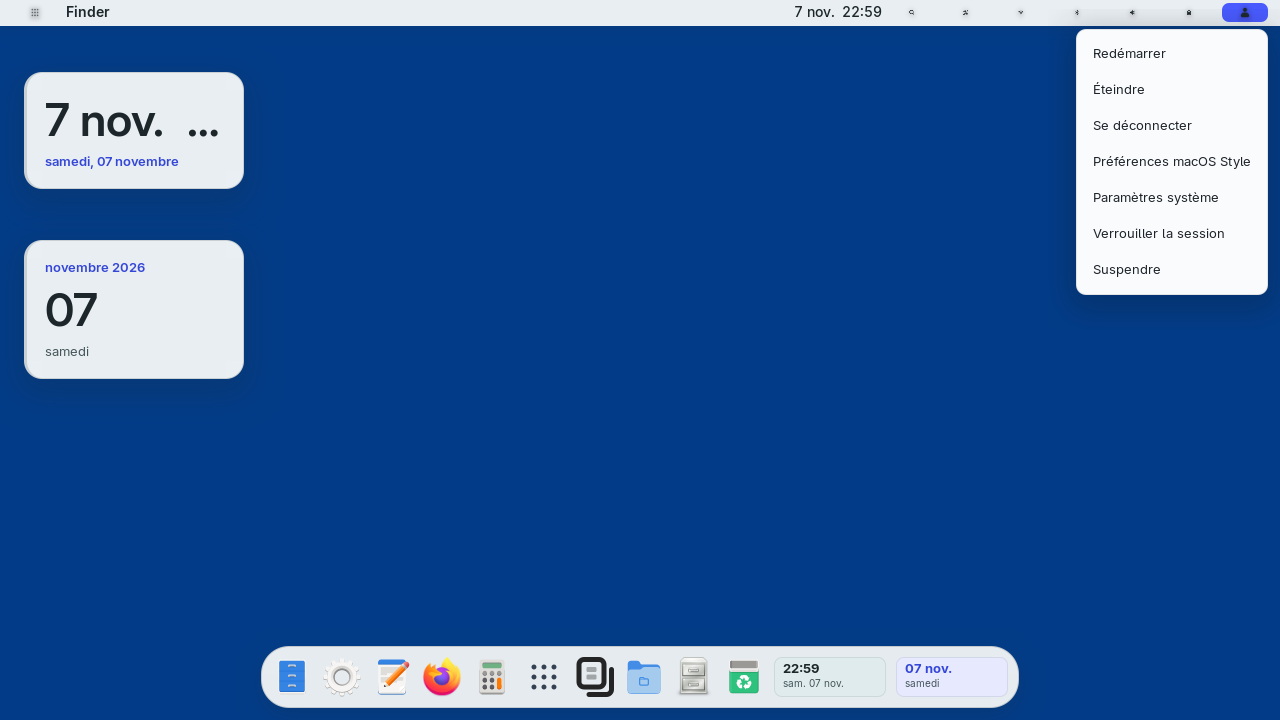 Finder
7 nov.  22:59
7 nov.  ...
samedi, 07 novembre
novembre 2026
07
samedi
Redémarrer
Éteindre
Se déconnecter
Préférences macOS Style
Paramètres système
Verrouiller la session
Suspendre
22:59
sam. 07 nov.
07 nov.
samedi